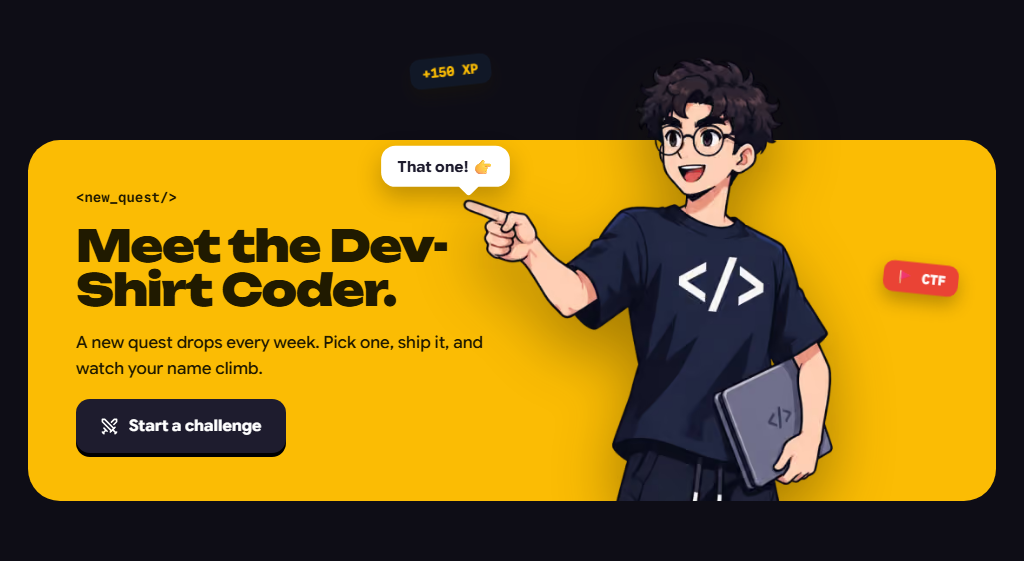 +150 XP
That one! 👉
<new_quest/>
Meet the Dev-
Shirt Coder.
A new quest drops every week. Pick one, ship it, and
watch your name climb.
Start a challenge
</>
</>
CTF